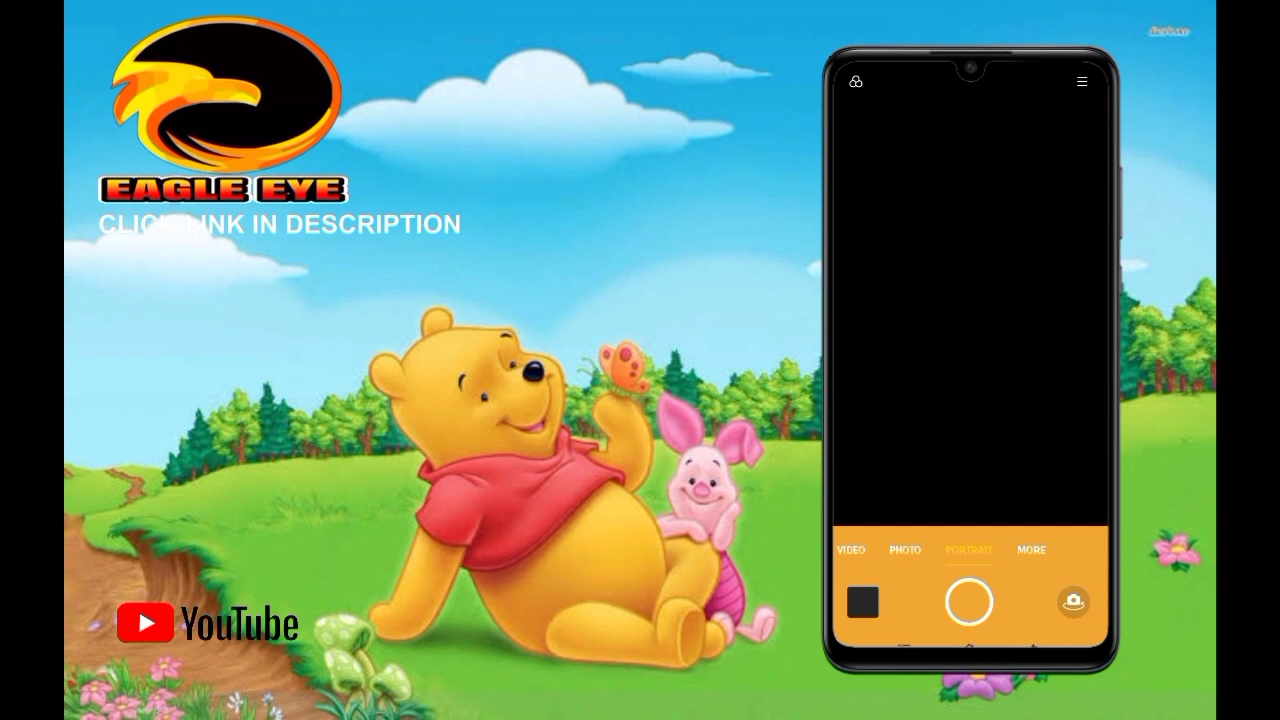 EAGLE EYE
CLICK LINK IN DESCRIPTION
VIDEO PHOTO PORTRAIT MORE
YouTube